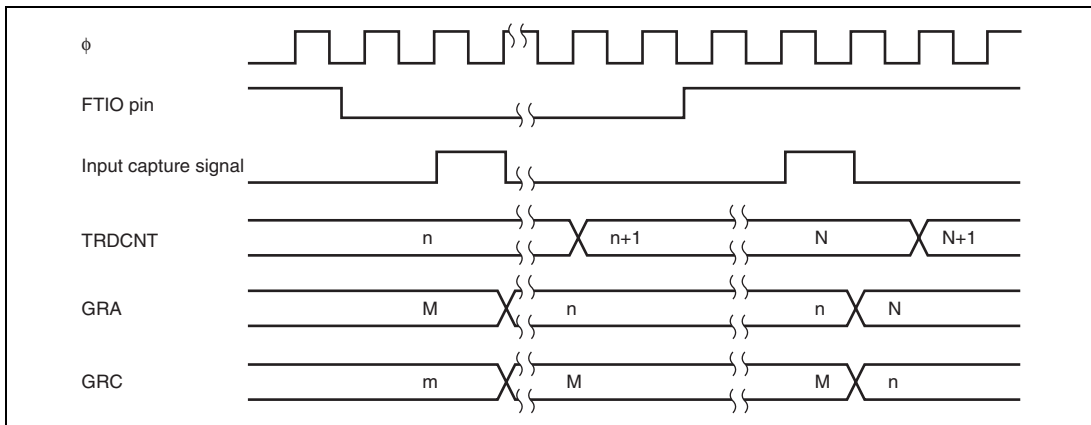 ϕ
FTIO pin
Input capture signal
TRDCNT n n+1 N N+1
GRA M n n N
GRC m M M n